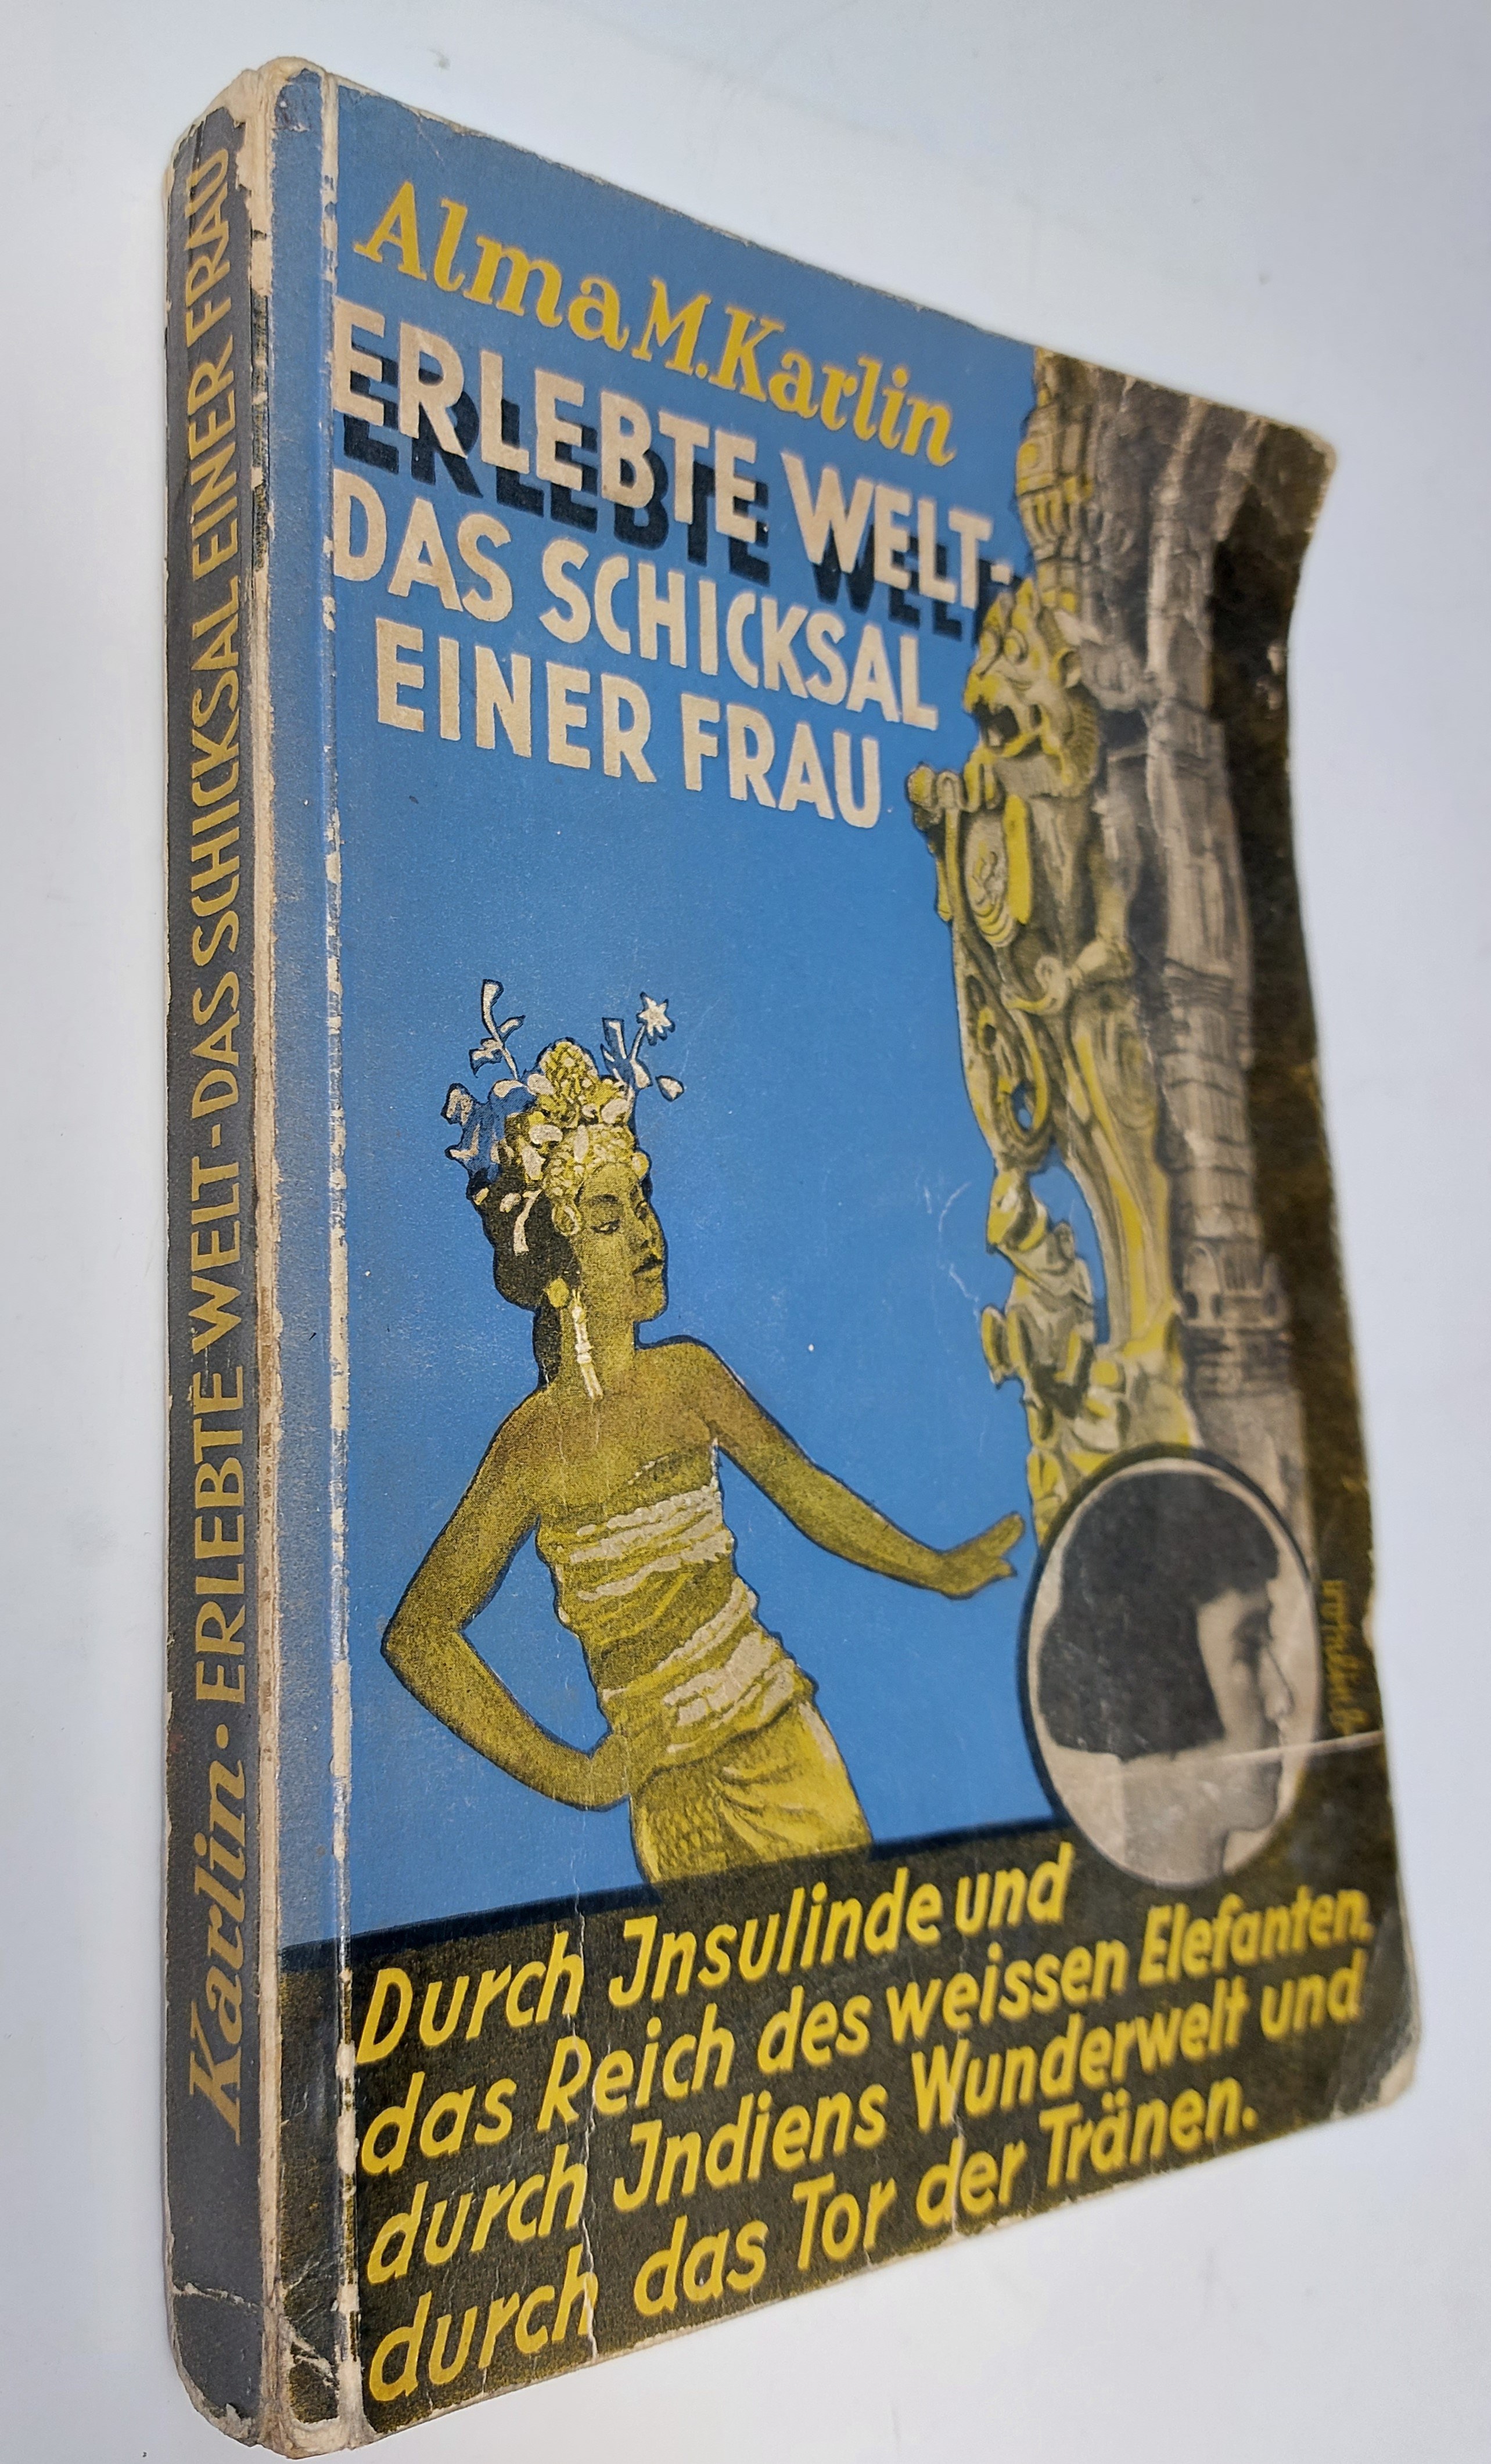 Karlin • ERLEBTE WELT - DAS SCHICKSAL EINER FRAU
Alma M. Karlin
ERLEBTE WELT-
DAS SCHICKSAL
EINER FRAU
Durch Jnsulinde und
das Reich des weissen Elefanten,
durch Jndiens Wunderwelt und
durch das Tor der Tränen.